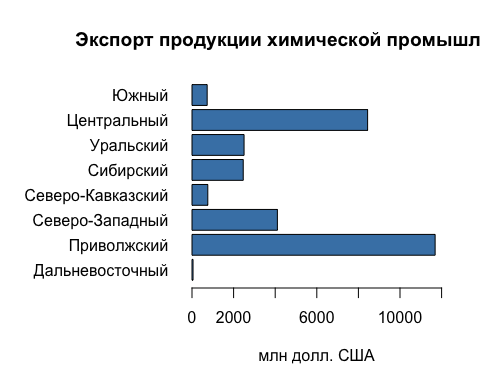 Экспорт продукции химической промышл
Южный
Центральный
Уральский
Сибирский
Северо-Кавказский
Северо-Западный
Приволжский
Дальневосточный
0 2000 6000 10000
млн долл. США